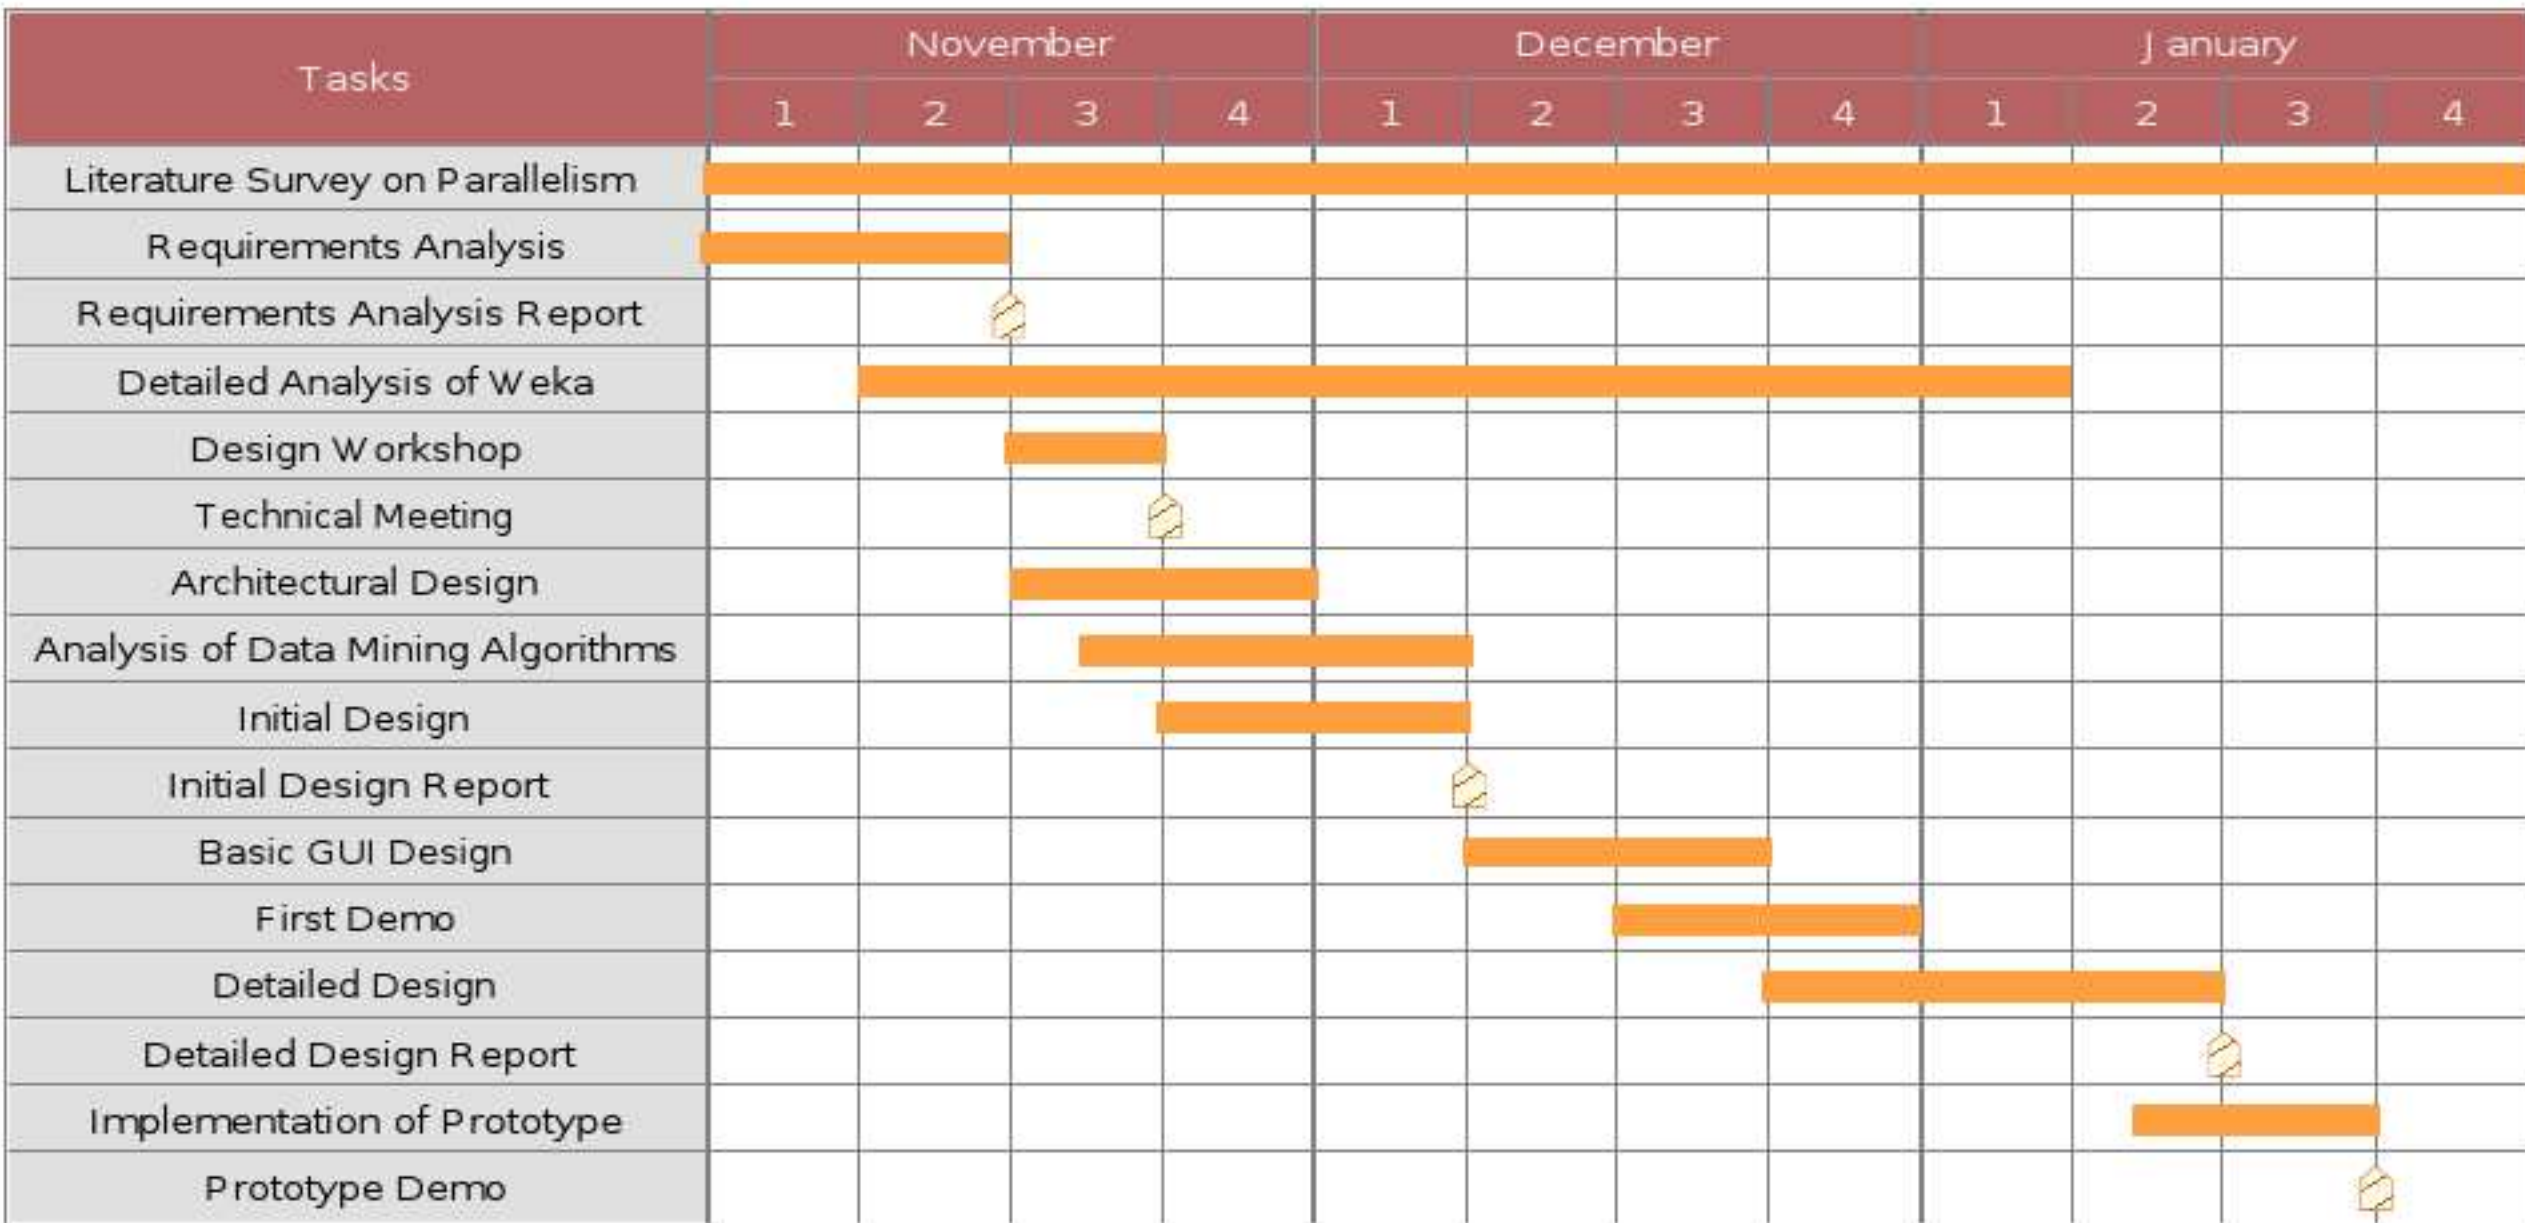 Tasks
November
December
January
1 2 3 4 1 2 3 4 1 2 3 4
Literature Survey on Parallelism
Requirements Analysis
Requirements Analysis Report
Detailed Analysis of Weka
Design Workshop
Technical Meeting
Architectural Design
Analysis of Data Mining Algorithms
Initial Design
Initial Design Report
Basic GUI Design
First Demo
Detailed Design
Detailed Design Report
Implementation of Prototype
Prototype Demo